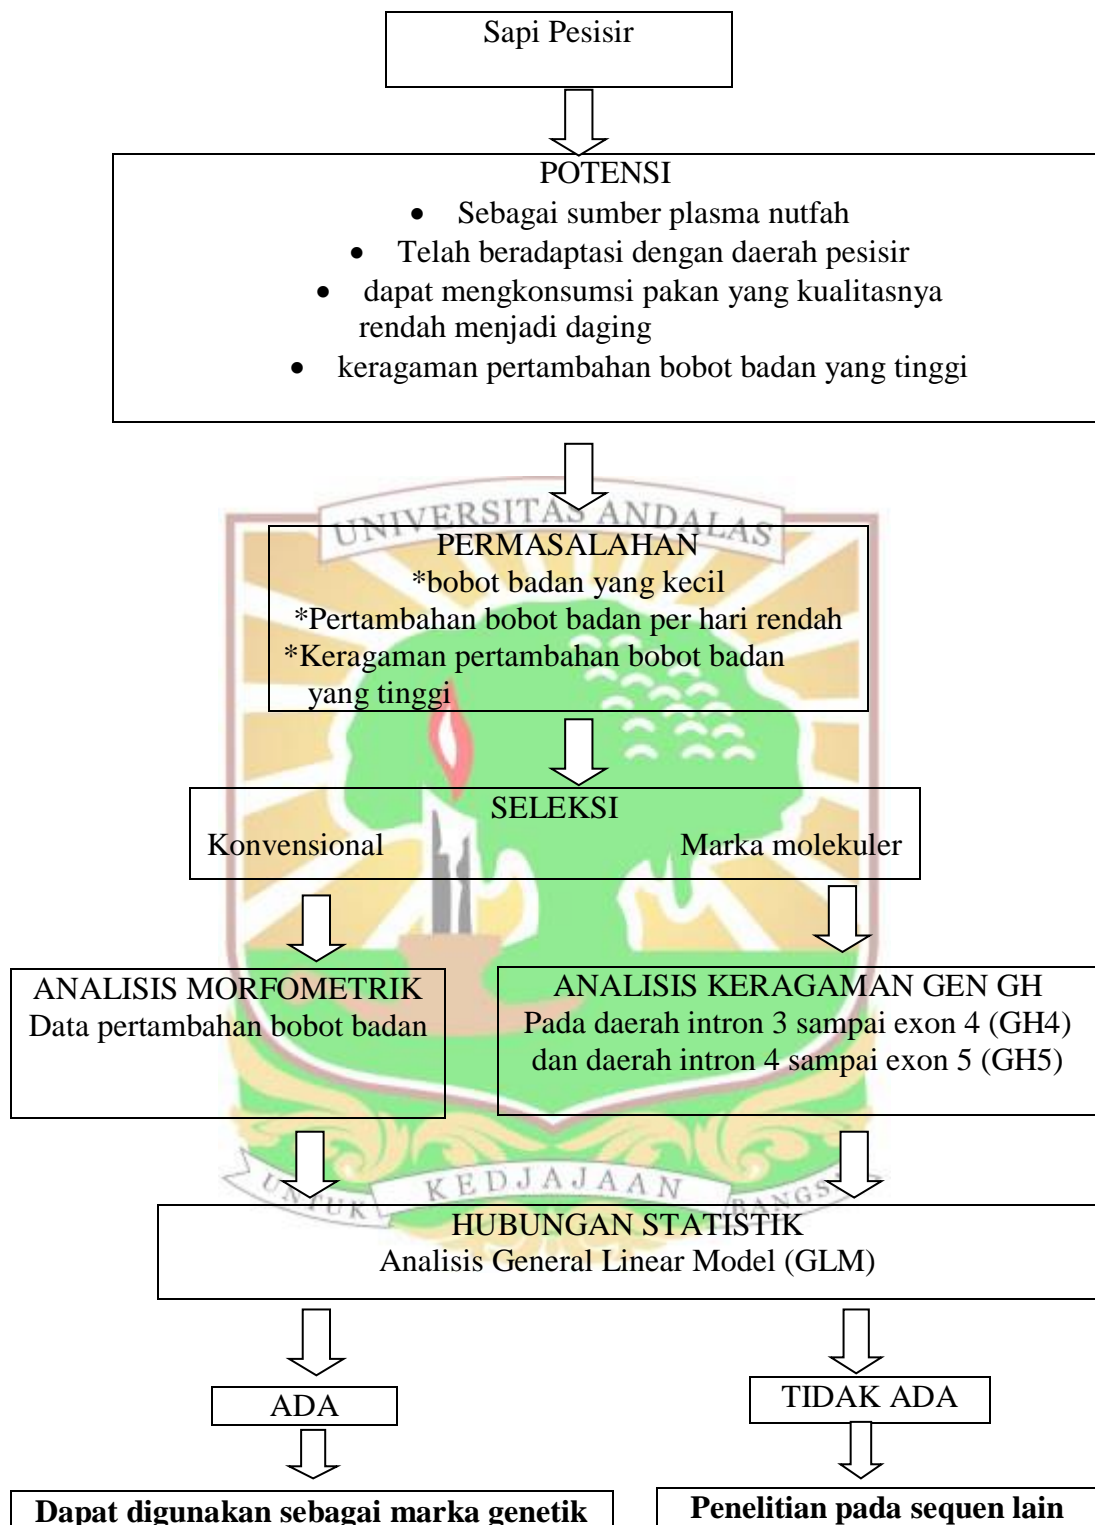 Sapi Pesisir
POTENSI
• Sebagai sumber plasma nutfah
• Telah beradaptasi dengan daerah pesisir
• dapat mengkonsumsi pakan yang kualitasnya
rendah menjadi daging
• keragaman pertambahan bobot badan yang tinggi
UNIVERSITAS ANDALAS
PERMASALAHAN
*bobot badan yang kecil
*Pertambahan bobot badan per hari rendah
*Keragaman pertambahan bobot badan
yang tinggi
SELEKSI
Konvensional Marka molekuler
ANALISIS MORFOMETRIK
Data pertambahan bobot badan
ANALISIS KERAGAMAN GEN GH
Pada daerah intron 3 sampai exon 4 (GH4)
dan daerah intron 4 sampai exon 5 (GH5)
UNTUK KEDJAJAAN BANGSA
HUBUNGAN STATISTIK
Analisis General Linear Model (GLM)
ADA
TIDAK ADA
Dapat digunakan sebagai marka genetik
Penelitian pada sequen lain